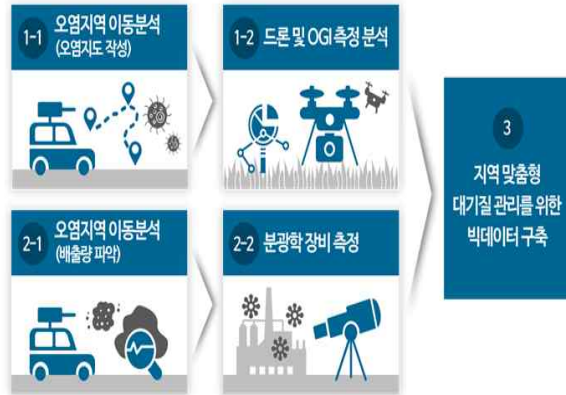 1-1 오염지역 이동분석
(오염지도 작성)
1-2 드론 및 OGI 측정 분석
2-1 오염지역 이동분석
(배출량 파악)
2-2 분광학 장비 측정
3
지역 맞춤형
대기질 관리를 위한
빅데이터 구축